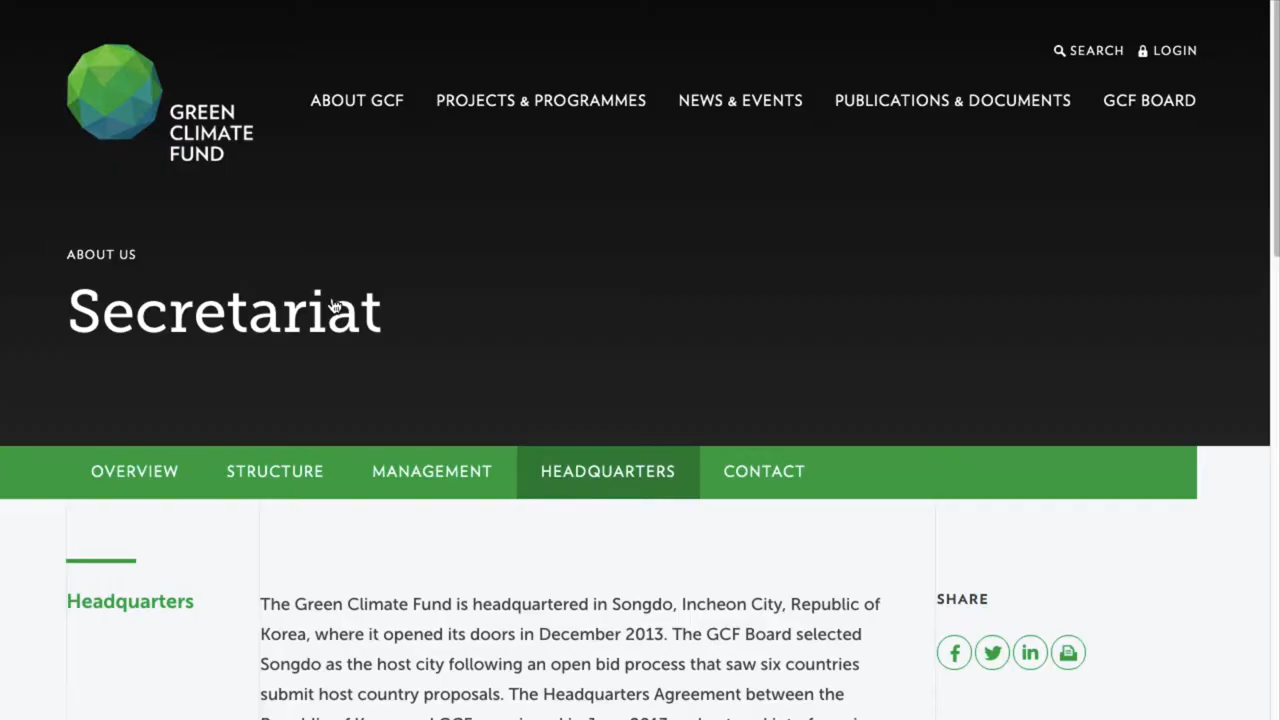 SEARCH LOGIN
GREEN
CLIMATE
FUND
ABOUT GCF PROJECTS & PROGRAMMES NEWS & EVENTS PUBLICATIONS & DOCUMENTS GCF BOARD
ABOUT US
Secretariat
OVERVIEW STRUCTURE MANAGEMENT HEADQUARTERS CONTACT
Headquarters
The Green Climate Fund is headquartered in Songdo, Incheon City, Republic of
Korea, where it opened its doors in December 2013. The GCF Board selected
Songdo as the host city following an open bid process that saw six countries
submit host country proposals. The Headquarters Agreement between the
SHARE